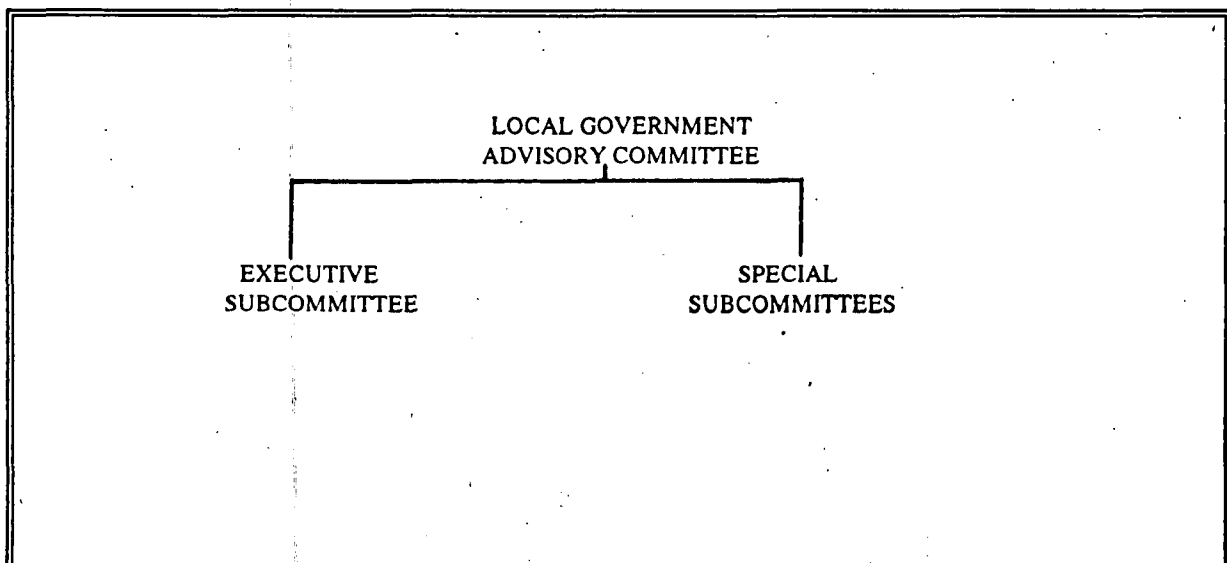 LOCAL GOVERNMENT
ADVISORY COMMITTEE
EXECUTIVE
SUBCOMMITTEE
SPECIAL
SUBCOMMITTEES